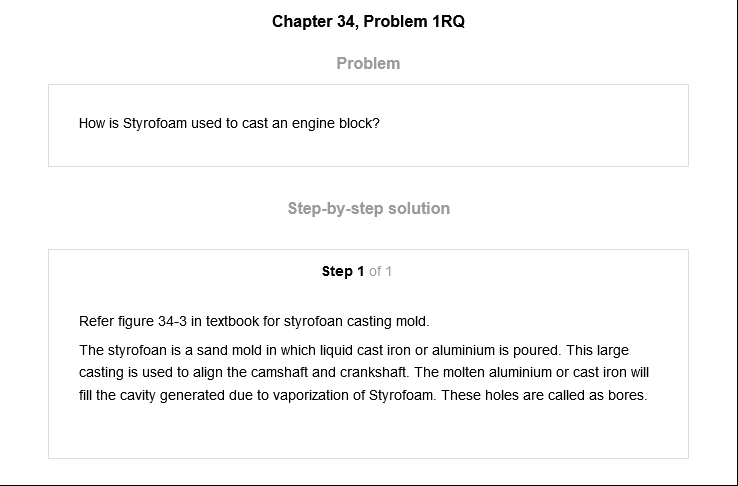 Chapter 34, Problem 1RQ
Problem
How is Styrofoam used to cast an engine block?
Step-by-step solution
Step 1 of 1
Refer figure 34-3 in textbook for styrofoan casting mold.
The styrofoan is a sand mold in which liquid cast iron or aluminium is poured. This large
casting is used to align the camshaft and crankshaft. The molten aluminium or cast iron will
fill the cavity generated due to vaporization of Styrofoam. These holes are called as bores.